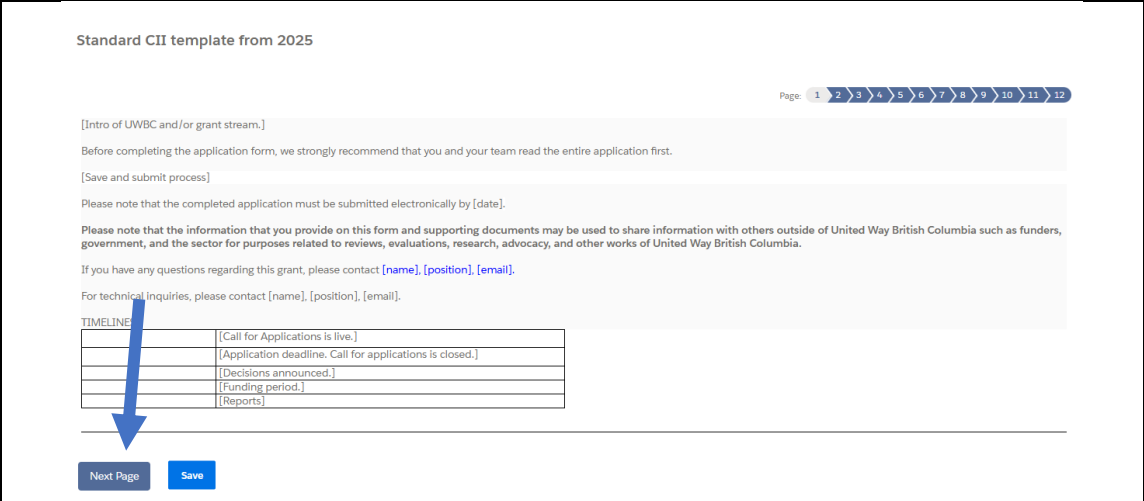 Standard CII template from 2025
Page: 1 2 3 4 5 6 7 8 9 10 11 12
[Intro of UWBC and/or grant stream.]
Before completing the application form, we strongly recommend that you and your team read the entire application first.
[Save and submit process]
Please note that the completed application must be submitted electronically by [date].
Please note that the information that you provide on this form and supporting documents may be used to share information with others outside of United Way British Columbia such as funders,
government, and the sector for purposes related to reviews, evaluations, research, advocacy, and other works of United Way British Columbia.
If you have any questions regarding this grant, please contact [name], [position], [email].
For technical inquiries, please contact [name], [position], [email].
TIMELINES
[Call for Applications is live.]
[Application deadline. Call for applications is closed.]
[Decisions announced.]
[Funding period.]
[Reports]
Next Page
Save